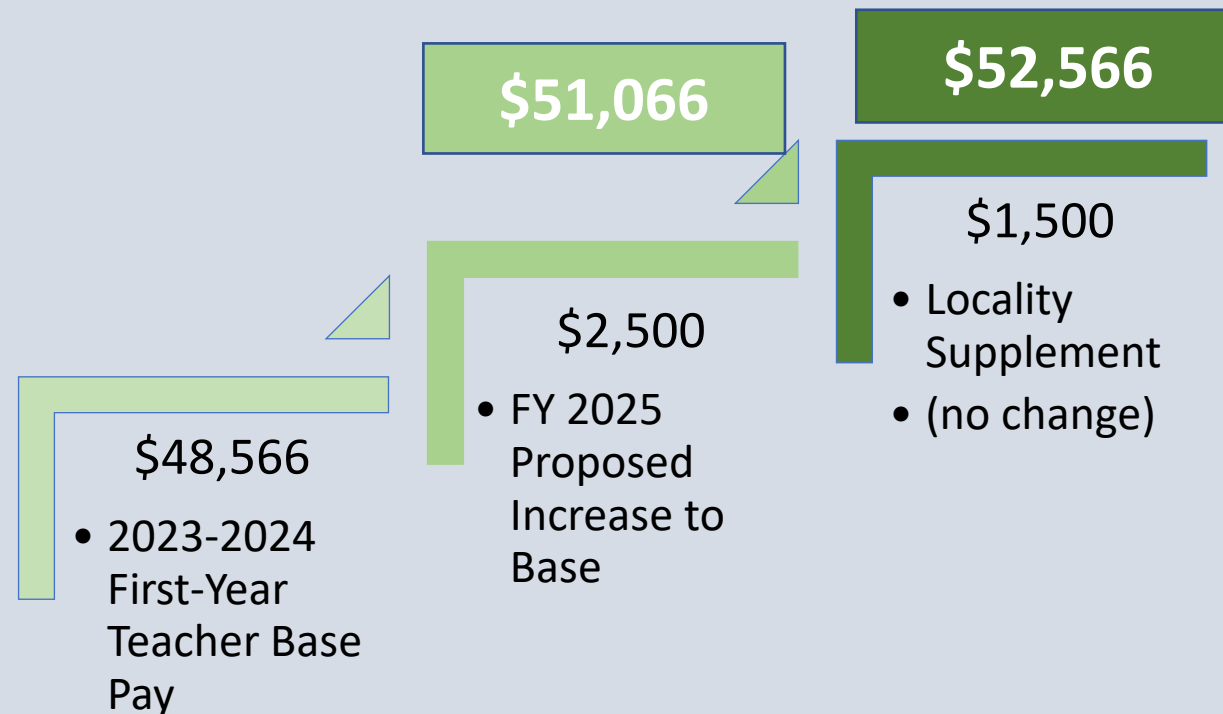 $48,566
• 2023-2024
First-Year
Teacher Base
Pay
$51,066
$2,500
• FY 2025
Proposed
Increase to
Base
$52,566
$1,500
• Locality
Supplement
• (no change)